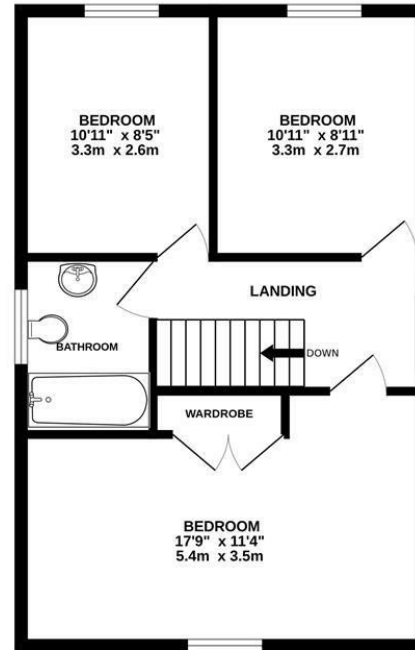 BEDROOM
10'11" x 8'5"
3.3m x 2.6m
BEDROOM
10'11" x 8'11"
3.3m x 2.7m
LANDING
BATHROOM
DOWN
WARDROBE
BEDROOM
17'9" x 11'4"
5.4m x 3.5m